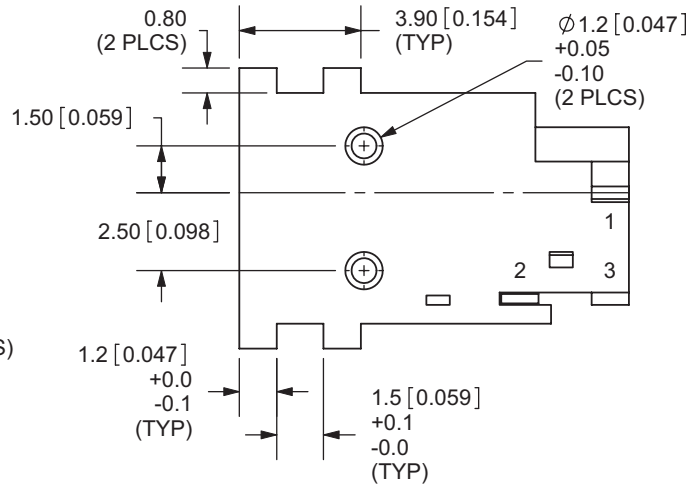 0.80
(2 PLCS)
3.90 [0.154]
(TYP)
⌀1.2 [0.047]
+0.05
-0.10
(2 PLCS)
1.50 [0.059]
2.50 [0.098]
1
2
3
S)
1.2 [0.047]
+0.0
-0.1
(TYP)
1.5 [0.059]
+0.1
-0.0
(TYP)